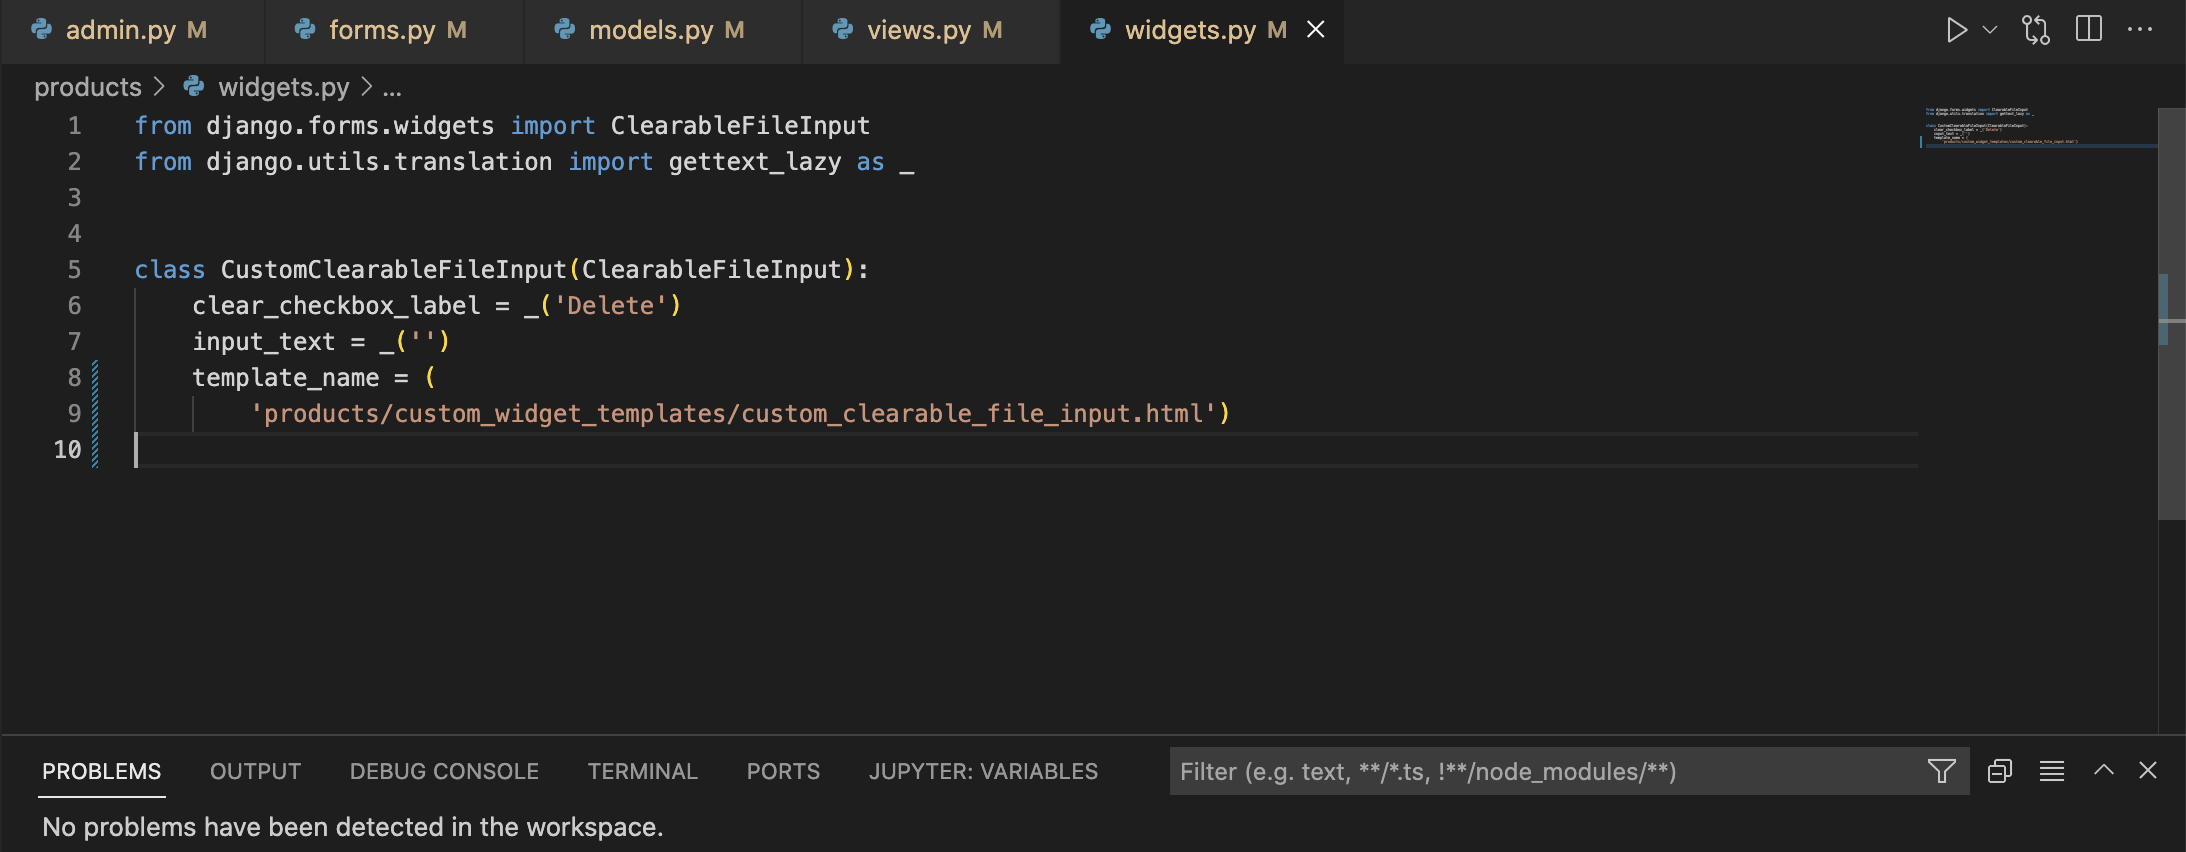 admin.py M forms.py M models.py M views.py M widgets.py M
products > widgets.py > ...
1 from django.forms.widgets import ClearableFileInput
2 from django.utils.translation import gettext_lazy as _
3
4
5 class CustomClearableFileInput(ClearableFileInput):
6 clear_checkbox_label = _('Delete')
7 input_text = _('')
8 template_name = (
9 'products/custom_widget_templates/custom_clearable_file_input.html')
10
PROBLEMS OUTPUT DEBUG CONSOLE TERMINAL PORTS JUPYTER: VARIABLES Filter (e.g. text, **/*.ts, !**/node_modules/**)
No problems have been detected in the workspace.